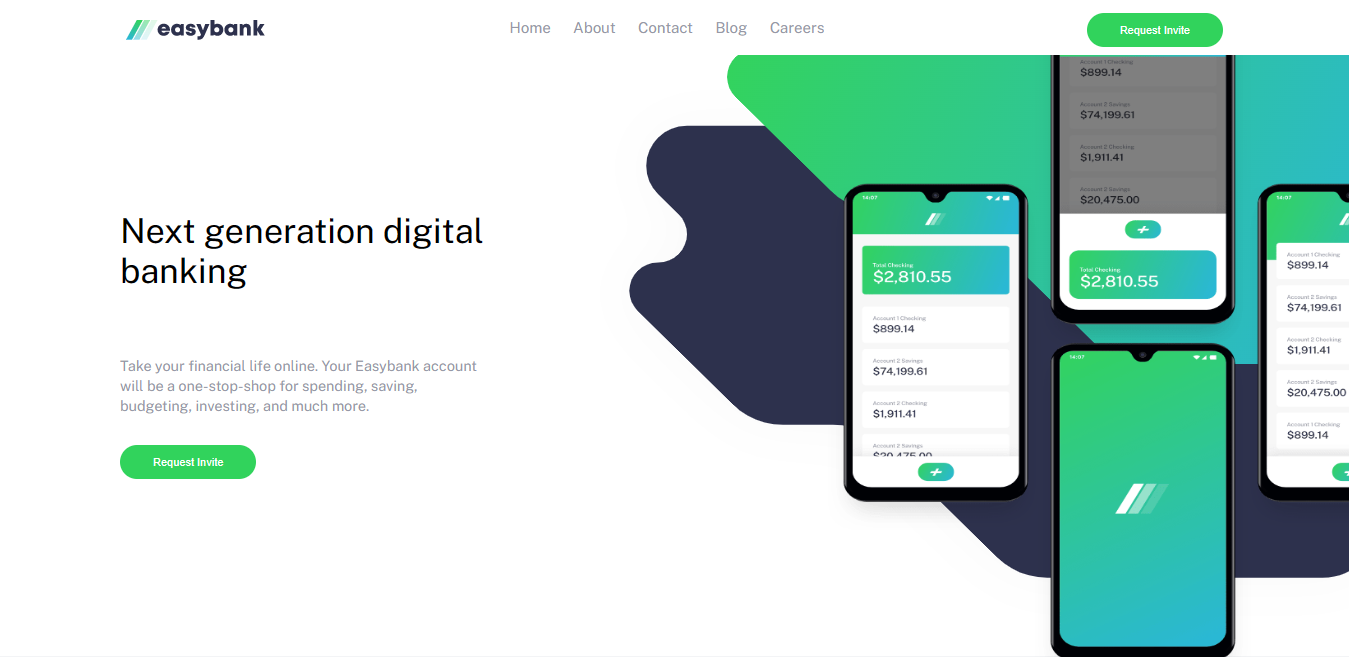 easybank
Home
About
Contact
Blog
Careers
Request Invite
Next generation digital
banking
Take your financial life online. Your Easybank account
will be a one-stop-shop for spending, saving,
budgeting, investing, and much more.
Request Invite
14:07
Total Checking
$2,810.55
Account 1 Checking
$899.14
Account 2 Savings
$74,199.61
Account 2 Checking
$1,911.41
Account 2 Savings
$20,475.00
Account 1 Checking
$899.14
Account 2 Savings
$74,199.61
Account 2 Checking
$1,911.41
Account 2 Savings
$20,475.00
Total Checking
$2,810.55
14:07
14:07
Account 1 Checking
$899.14
Account 2 Savings
$74,199.61
Account 2 Checking
$1,911.41
Account 2 Savings
$20,475.00
Account 1 Checking
$899.14